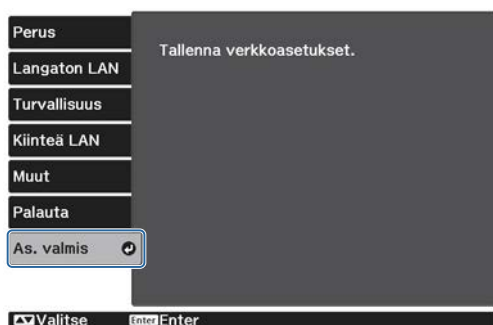 Perus
Langaton LAN
Turvallisuus
Kiinteä LAN
Muut
Palauta
As. valmis
Tallenna verkkoasetukset.
Valitse Enter Enter